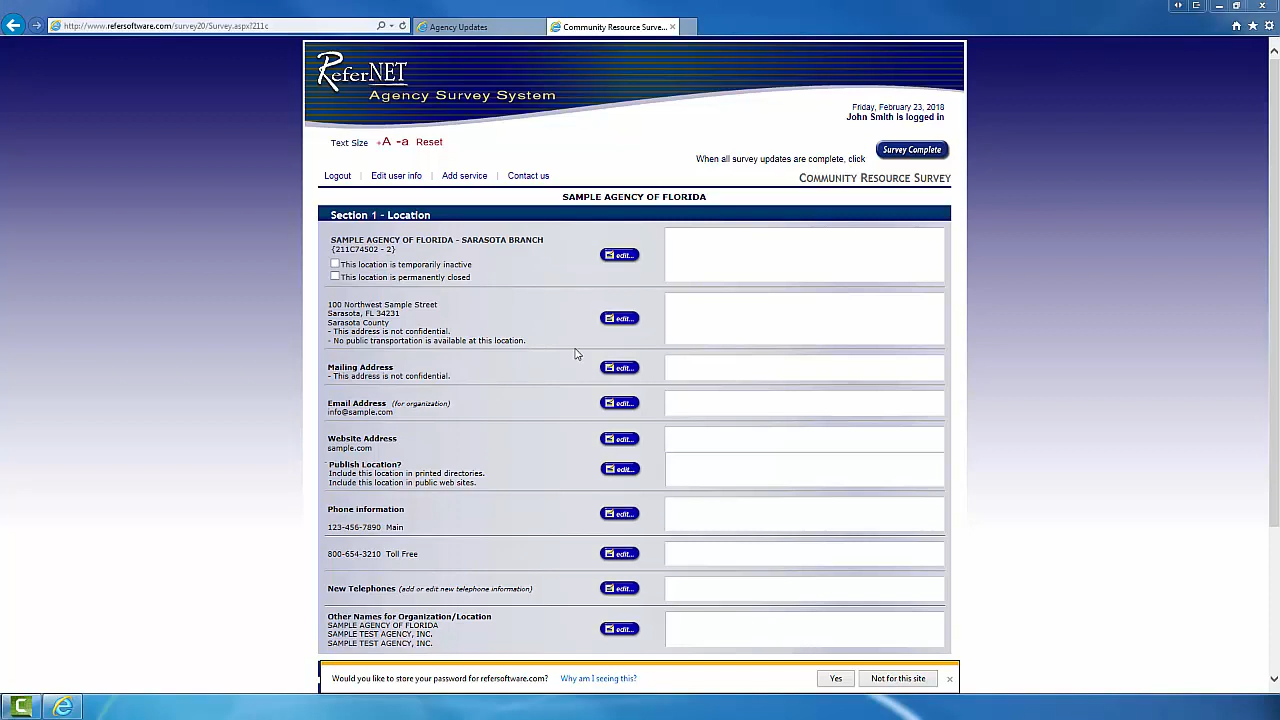 http://www.refersoftware.com/survey20/Survey.aspx?211c
Agency Updates
Community Resource Surve...
ReferNET
Agency Survey System
Friday, February 23, 2018
John Smith is logged in
Text Size +A -a Reset
When all survey updates are complete, click Survey Complete
Logout | Edit user info | Add service | Contact us
COMMUNITY RESOURCE SURVEY
SAMPLE AGENCY OF FLORIDA
Section 1 - Location
SAMPLE AGENCY OF FLORIDA - SARASOTA BRANCH
{211C74502 - 2}
edit...
This location is temporarily inactive
This location is permanently closed
100 Northwest Sample Street
Sarasota, FL 34231
edit...
Sarasota County
- This address is not confidential.
- No public transportation is available at this location.
Mailing Address
edit...
- This address is not confidential.
Email Address (for organization)
edit...
info@sample.com
Website Address
edit...
sample.com
Publish Location?
edit...
Include this location in printed directories.
Include this location in public web sites.
Phone information
edit...
123-456-7890 Main
800-654-3210 Toll Free
edit...
New Telephones (add or edit new telephone information)
edit...
Other Names for Organization/Location
SAMPLE AGENCY OF FLORIDA
edit...
SAMPLE TEST AGENCY, INC.
SAMPLE TEST AGENCY, INC.
Would you like to store your password for refersoftware.com? Why am I seeing this? Yes Not for this site